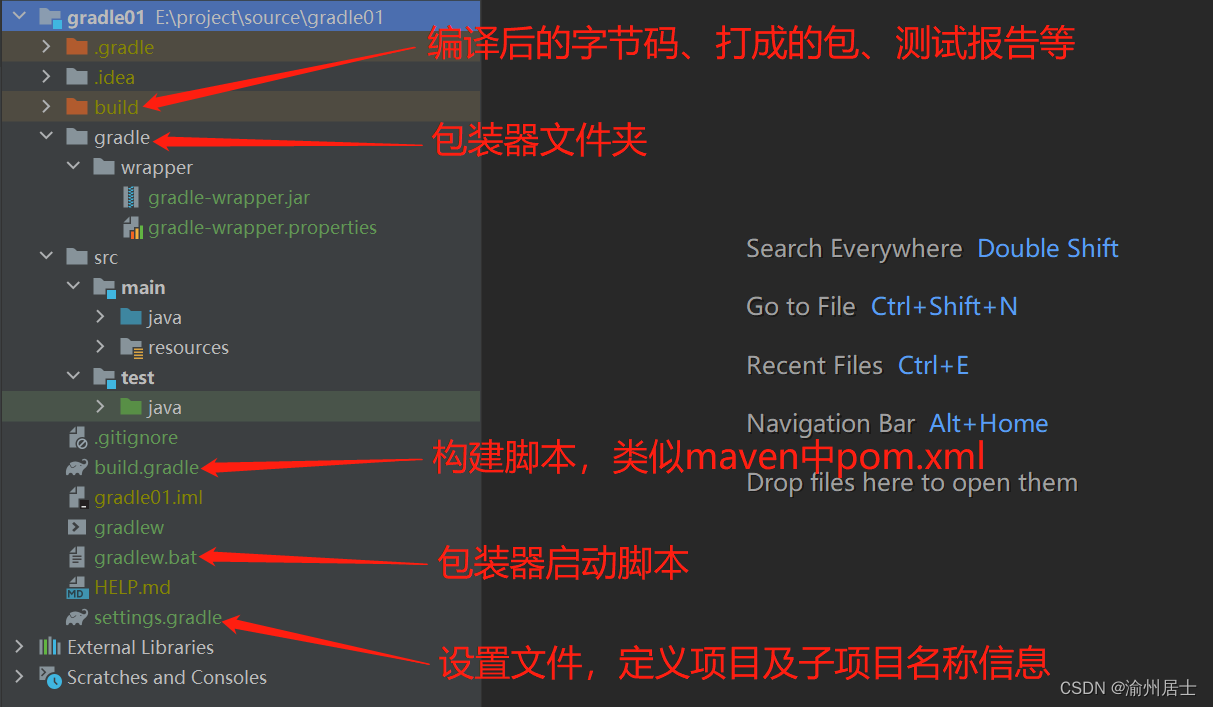 gradle01 E:\project\source\gradle01
.gradle
编译后的字节码、打成的包、测试报告等
.idea
build
gradle
包装器文件夹
wrapper
gradle-wrapper.jar
gradle-wrapper.properties
src
Search Everywhere Double Shift
main
java
Go to File Ctrl+Shift+N
resources
Recent Files Ctrl+E
test
java
Navigation Bar Alt+Home
.gitignore
build.gradle
构建脚本，类似maven中pom.xml
Drop files here to open them
gradle01.iml
gradlew
gradlew.bat
包装器启动脚本
MD HELP.md
settings.gradle
设置文件，定义项目及子项目名称信息
External Libraries
Scratches and Consoles
CSDN @渝州居士